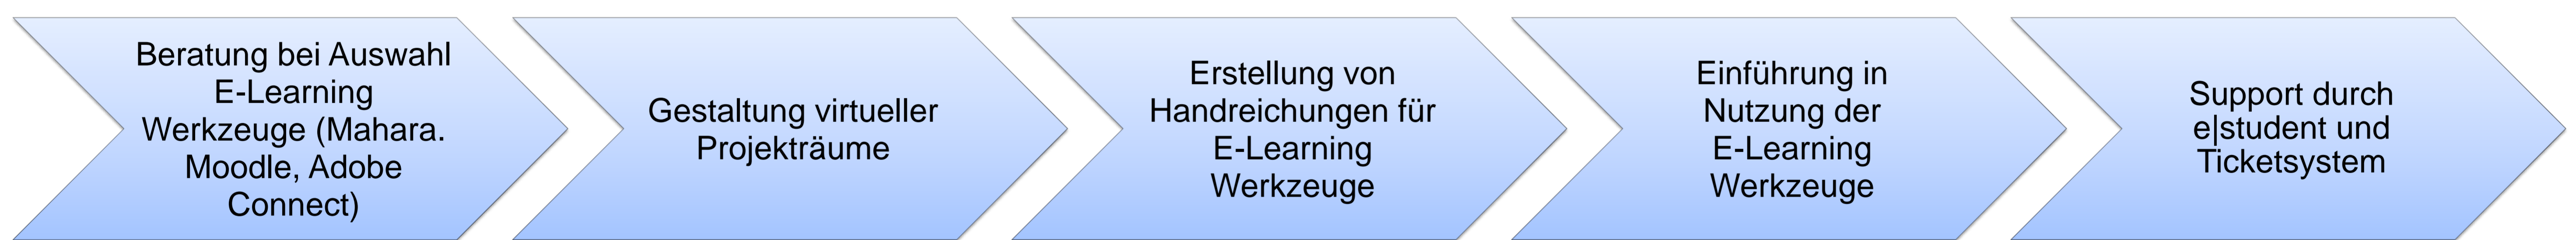 Beratung bei Auswahl
E-Learning
Werkzeuge (Mahara.
Moodle, Adobe
Connect)
Gestaltung virtueller
Projekträume
Erstellung von
Handreichungen für
E-Learning
Werkzeuge
Einführung in
Nutzung der
E-Learning
Werkzeuge
Support durch
e|student und
Ticketsystem